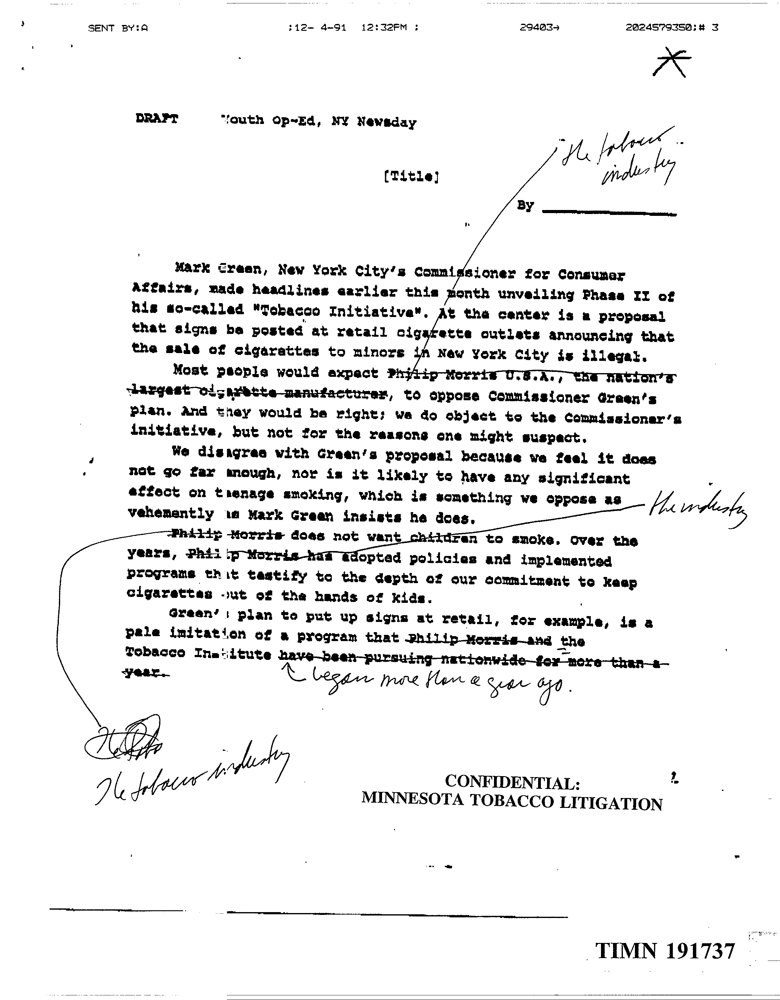 SENT BY:A ;12- 4-91 12:32PM ; 29403→ 2024579350;# 3
DRAFT Youth Op-Ed, NY Newsday
The tobacco
industry
[Title]
By
Mark Green, New York City's Commissioner for Consumer
Affairs, made headlines earlier this month unveiling Phase II of
his so-called "Tobacco Initiative". At the center is a proposal
that signs be posted at retail cigarette outlets announcing that
the sale of cigarettes to minors in New York City is illegal.
Most people would expect Philip Morris U.S.A., the nation's
largest cigarette manufacturer, to oppose Commissioner Green's
plan. And they would be right; we do object to the Commissioner's
initiative, but not for the reasons one might suspect.
We disagree with Green's proposal because we feel it does
not go far enough, nor is it likely to have any significant
effect on teenage smoking, which is something we oppose as
vehemently as Mark Green insists he does.
the industry
Philip Morris does not want children to smoke. Over the
years, Philip Morris has adopted policies and implemented
programs that testify to the depth of our commitment to keep
cigarettes out of the hands of kids.
Green's plan to put up signs at retail, for example, is a
pale imitation of a program that Philip Morris and the
Tobacco Institute have been pursuing nationwide for more than a
year.
began more than a year ago.
The tobacco industry
CONFIDENTIAL:
MINNESOTA TOBACCO LITIGATION
TIMN 191737